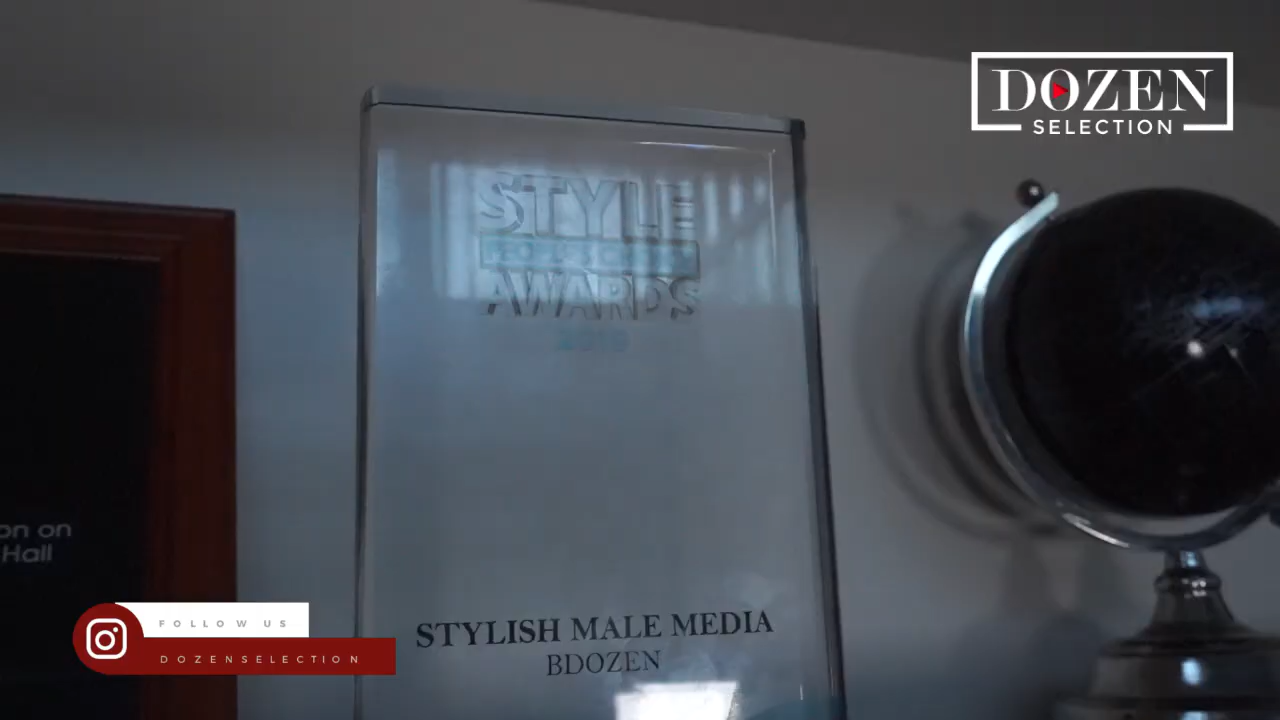 DOZEN
SELECTION
STYLE
AWARDS
on on
Hall
STYLISH MALE MEDIA
BDOZEN
FOLLOW US
DOZENSELECTION